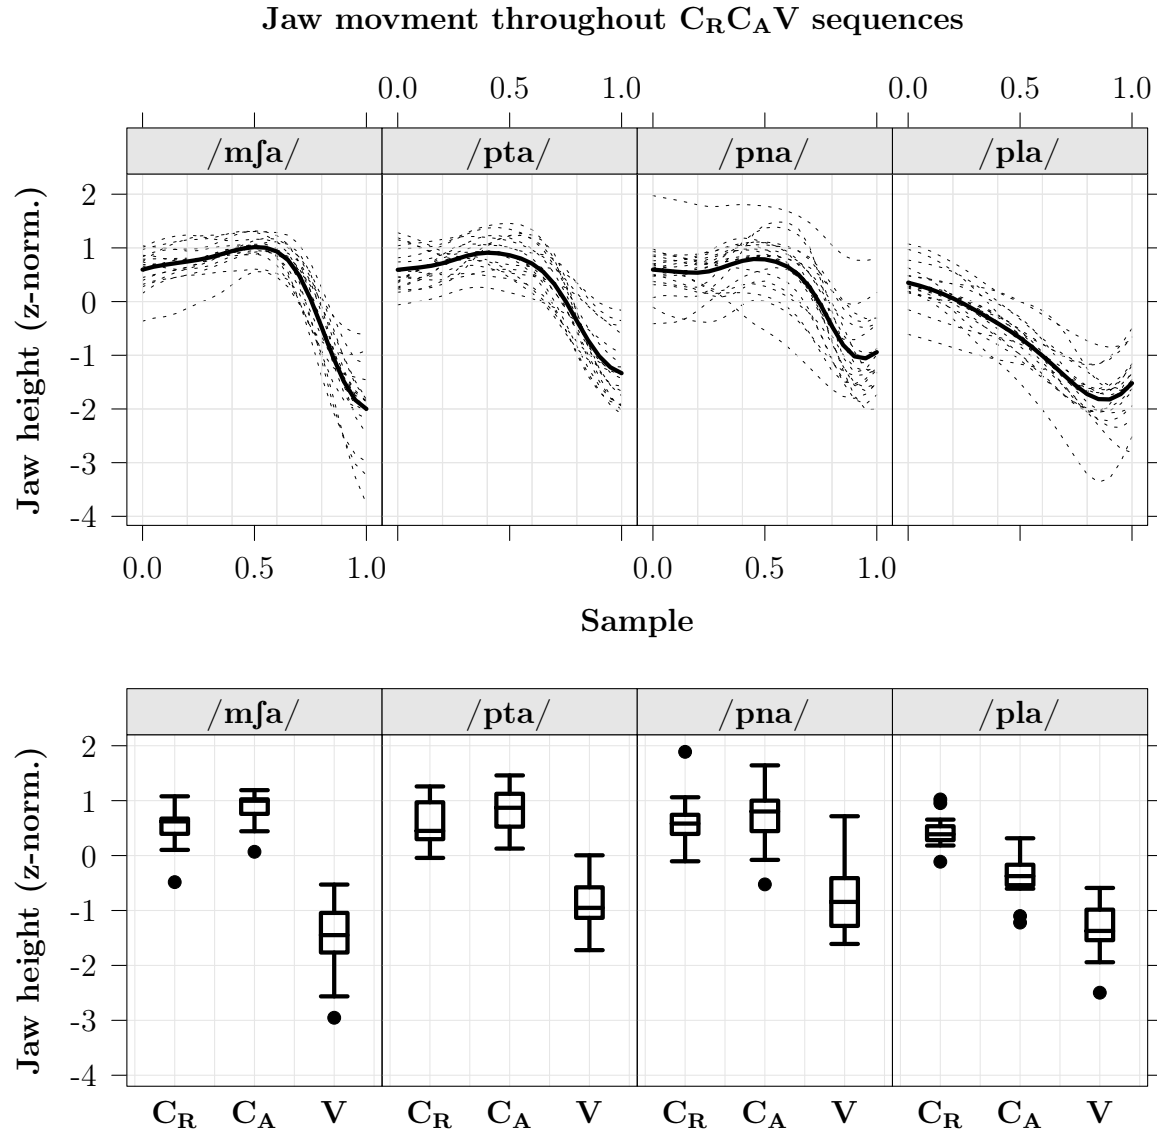 Jaw movment throughout CRCAV sequences
0.0 0.5 1.0 0.0 0.5 1.0
/mʃa/ /pta/ /pna/ /pla/
Jaw height (z-norm.)
2
1
0
-1
-2
-3
-4
0.0 0.5 1.0 0.0 0.5 1.0
Sample
/mʃa/ /pta/ /pna/ /pla/
Jaw height (z-norm.)
2
1
0
-1
-2
-3
-4
CR CA V CR CA V CR CA V CR CA V